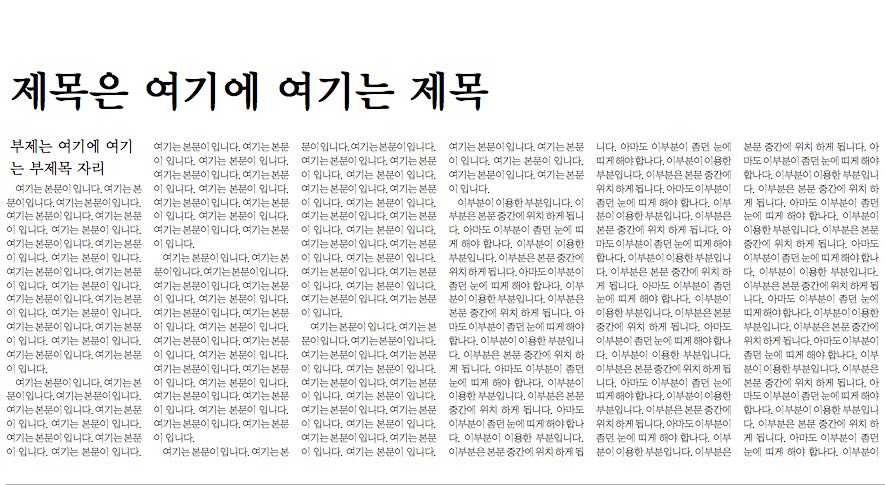 제목은 여기에 여기는 제목
부제는 여기에 여기
는 부제목 자리
여기는 본문이 입니다. 여기는 본
문이 입니다. 여기는 본문이 입니다.
여기는 본문이 입니다. 여기는 본문
이 입니다. 여기는 본문이 입니다.
여기는 본문이 입니다. 여기는 본문
이 입니다. 여기는 본문이 입니다.
여기는 본문이 입니다. 여기는 본문
이 입니다. 여기는 본문이 입니다.
여기는 본문이 입니다. 여기는 본문
이 입니다. 여기는 본문이 입니다.
여기는 본문이 입니다. 여기는 본문
이 입니다. 여기는 본문이 입니다.
여기는 본문이 입니다. 여기는 본문
이 입니다.
여기는 본문이 입니다. 여기는 본
문이 입니다. 여기는 본문이 입니다.
여기는 본문이 입니다. 여기는 본문
이 입니다. 여기는 본문이 입니다.
여기는 본문이 입니다. 여기는 본문
이 입니다. 여기는 본문이 입니다.
여기는 본문이 입니다. 여기는 본문
이 입니다. 여기는 본문이 입니다.
여기는 본문이 입니다. 여기는 본문
이 입니다. 여기는 본문이 입니다.
여기는 본문이 입니다. 여기는 본문
이 입니다. 여기는 본문이 입니다.
여기는 본문이 입니다. 여기는 본문
이 입니다.
여기는 본문이 입니다. 여기는 본
문이 입니다. 여기는 본문이 입니다.
여기는 본문이 입니다. 여기는 본문
이 입니다. 여기는 본문이 입니다.
여기는 본문이 입니다. 여기는 본문
이 입니다. 여기는 본문이 입니다.
여기는 본문이 입니다. 여기는 본문
이 입니다. 여기는 본문이 입니다.
여기는 본문이 입니다. 여기는 본문
이 입니다. 여기는 본문이 입니다.
여기는 본문이 입니다. 여기는 본문
이 입니다. 여기는 본문이 입니다.
여기는 본문이 입니다. 여기는 본문
이 입니다.
여기는 본문이 입니다. 여기는 본
문이 입니다. 여기는 본문이 입니다.
여기는 본문이 입니다. 여기는 본문
이 입니다. 여기는 본문이 입니다.
여기는 본문이 입니다. 여기는 본문
이 입니다. 여기는 본문이 입니다.
여기는 본문이 입니다. 여기는 본문
이 입니다. 여기는 본문이 입니다.
여기는 본문이 입니다. 여기는 본문
이 입니다. 여기는 본문이 입니다.
여기는 본문이 입니다. 여기는 본문
이 입니다. 여기는 본문이 입니다.
여기는 본문이 입니다. 여기는 본문
이 입니다.
여기는 본문이 입니다. 여기는 본
문이 입니다. 여기는 본문이 입니다.
여기는 본문이 입니다. 여기는 본문
이 입니다. 여기는 본문이 입니다.
여기는 본문이 입니다. 여기는 본문
이 입니다. 여기는 본문이 입니다.
여기는 본문이 입니다. 여기는 본문
이 입니다. 여기는 본문이 입니다.
여기는 본문이 입니다. 여기는 본문
이 입니다. 여기는 본문이 입니다.
여기는 본문이 입니다. 여기는 본문
이 입니다. 여기는 본문이 입니다.
여기는 본문이 입니다. 여기는 본문
이 입니다.
이부분이 이용한 부분입니다. 이
부분은 본문 중간에 위치 하게 됩니
다. 아마도 이부분이 좀던 눈에 띠
게 해야 합나다. 이부분이 이용한
부분입니다. 이부분은 본문 중간에
위치 하게 됩니다. 아마도 이부분이
좀던 눈에 띠게 해야 합나다. 이부
분이 이용한 부분입니다. 이부분은
본문 중간에 위치 하게 됩니다. 아
마도 이부분이 좀던 눈에 띠게 해야
합나다. 이부분이 이용한 부분입니
다. 이부분은 본문 중간에 위치 하
게 됩니다. 아마도 이부분이 좀던
눈에 띠게 해야 합나다. 이부분이
이용한 부분입니다. 이부분은 본문
중간에 위치 하게 됩니다. 아마도
이부분이 좀던 눈에 띠게 해야 합나
다. 이부분이 이용한 부분입니다.
이부분은 본문 중간에 위치 하게 됩
니다. 아마도 이부분이 좀던 눈에
띠게 해야 합나다. 이부분이 이용한
부분입니다. 이부분은 본문 중간에
위치 하게 됩니다. 아마도 이부분이
좀던 눈에 띠게 해야 합나다. 이부
분이 이용한 부분입니다. 이부분은
본문 중간에 위치 하게 됩니다. 아
마도 이부분이 좀던 눈에 띠게 해야
합나다. 이부분이 이용한 부분입니
다. 이부분은 본문 중간에 위치 하
게 됩니다. 아마도 이부분이 좀던
눈에 띠게 해야 합나다. 이부분이
이용한 부분입니다. 이부분은 본문
중간에 위치 하게 됩니다. 아마도
이부분이 좀던 눈에 띠게 해야 합나
다. 이부분이 이용한 부분입니다.
이부분은 본문 중간에 위치 하게 됩
니다. 아마도 이부분이 좀던 눈에
띠게 해야 합나다. 이부분이 이용한
부분입니다. 이부분은 본문 중간에
위치 하게 됩니다. 아마도 이부분이
좀던 눈에 띠게 해야 합나다. 이부
분이 이용한 부분입니다. 이부분은
본문 중간에 위치 하게 됩니다. 아
마도 이부분이 좀던 눈에 띠게 해야
합나다. 이부분이 이용한 부분입니
다. 이부분은 본문 중간에 위치 하
게 됩니다. 아마도 이부분이 좀던
눈에 띠게 해야 합나다. 이부분이
이용한 부분입니다. 이부분은 본문
중간에 위치 하게 됩니다. 아마도
이부분이 좀던 눈에 띠게 해야 합나
다. 이부분이 이용한 부분입니다.
이부분은 본문 중간에 위치 하게 됩
니다. 아마도 이부분이 좀던 눈에
띠게 해야 합나다. 이부분이 이용한
부분입니다. 이부분은 본문 중간에
위치 하게 됩니다. 아마도 이부분이
좀던 눈에 띠게 해야 합나다. 이부
분이 이용한 부분입니다. 이부분은
본문 중간에 위치 하게 됩니다. 아
마도 이부분이 좀던 눈에 띠게 해야
합나다. 이부분이 이용한 부분입니
다. 이부분은 본문 중간에 위치 하
게 됩니다. 아마도 이부분이 좀던
눈에 띠게 해야 합나다. 이부분이